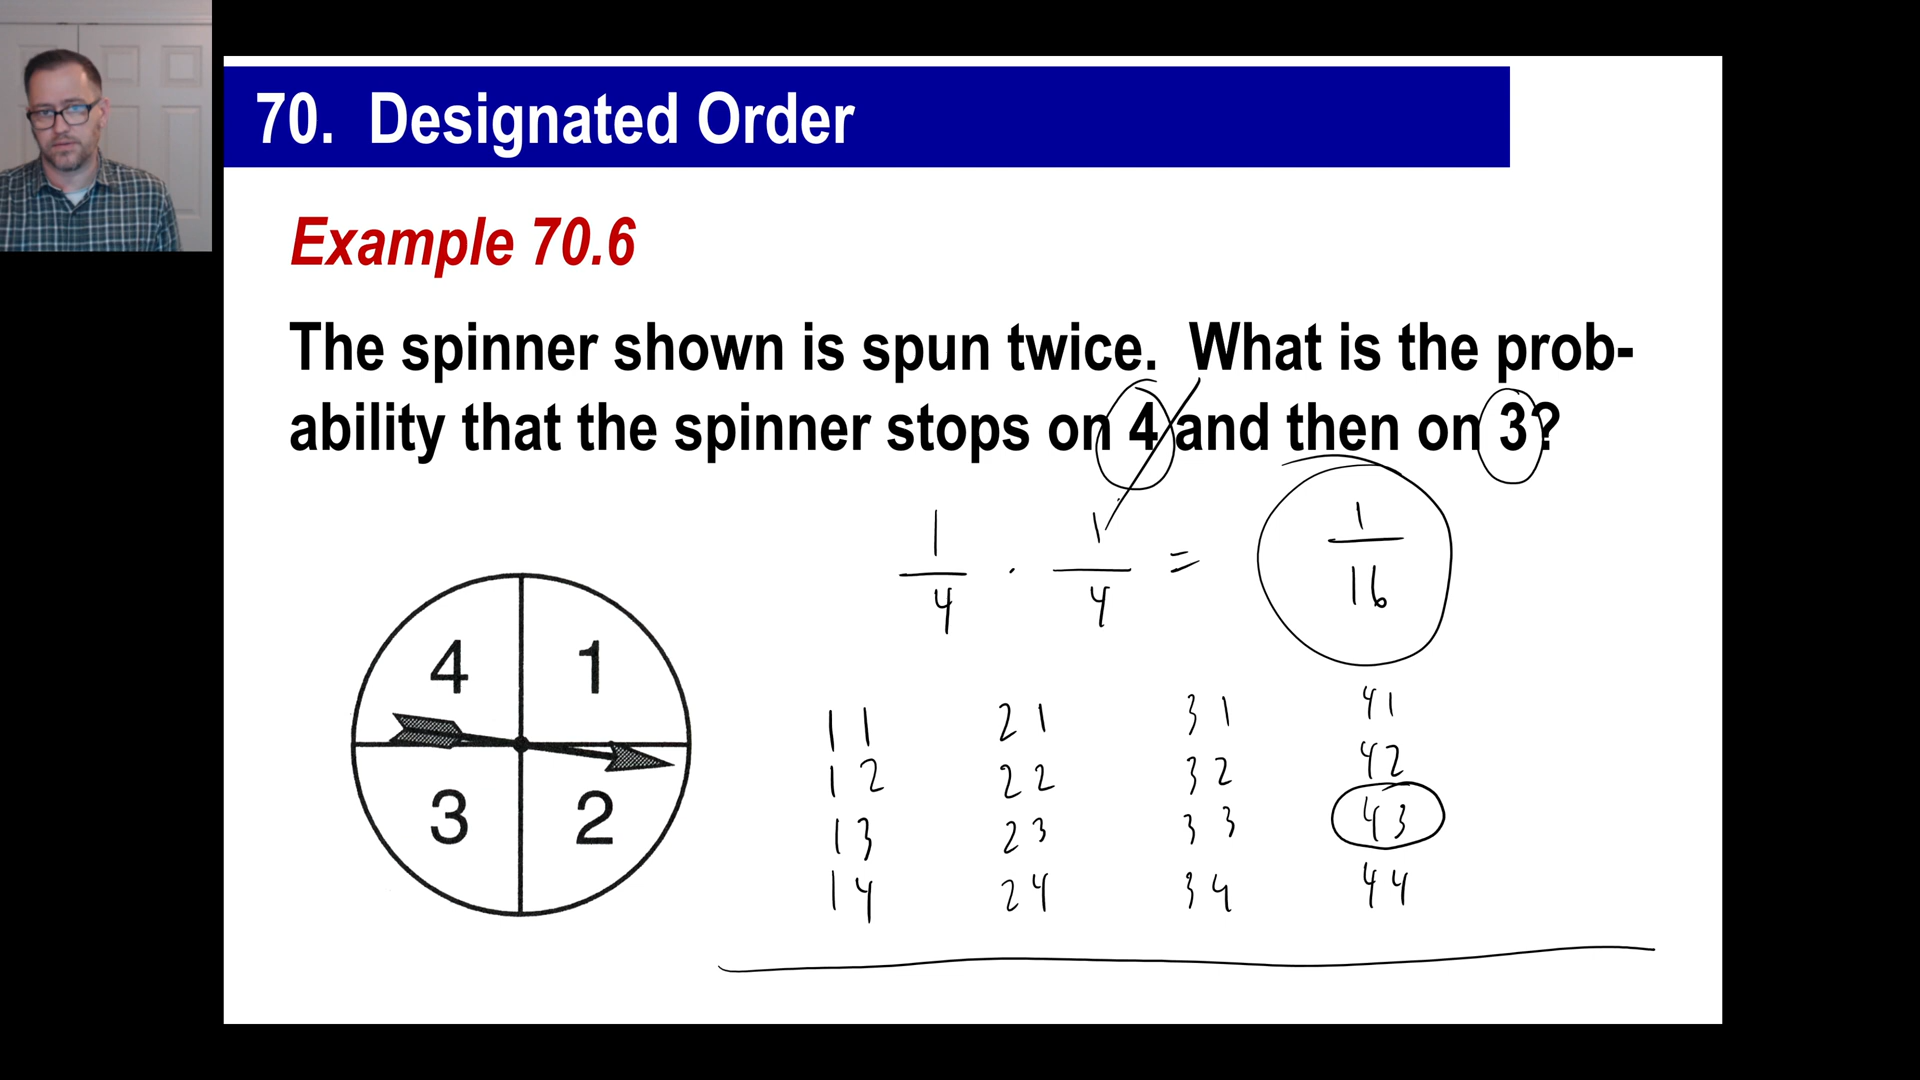 70. Designated Order
Example 70.6
The spinner shown is spun twice. What is the prob-
ability that the spinner stops on 4 and then on 3?
1/4 · 1/4 = 1/16
4 1
3 2
11 21 31 41
12 22 32 42
13 23 33 43
14 24 34 44